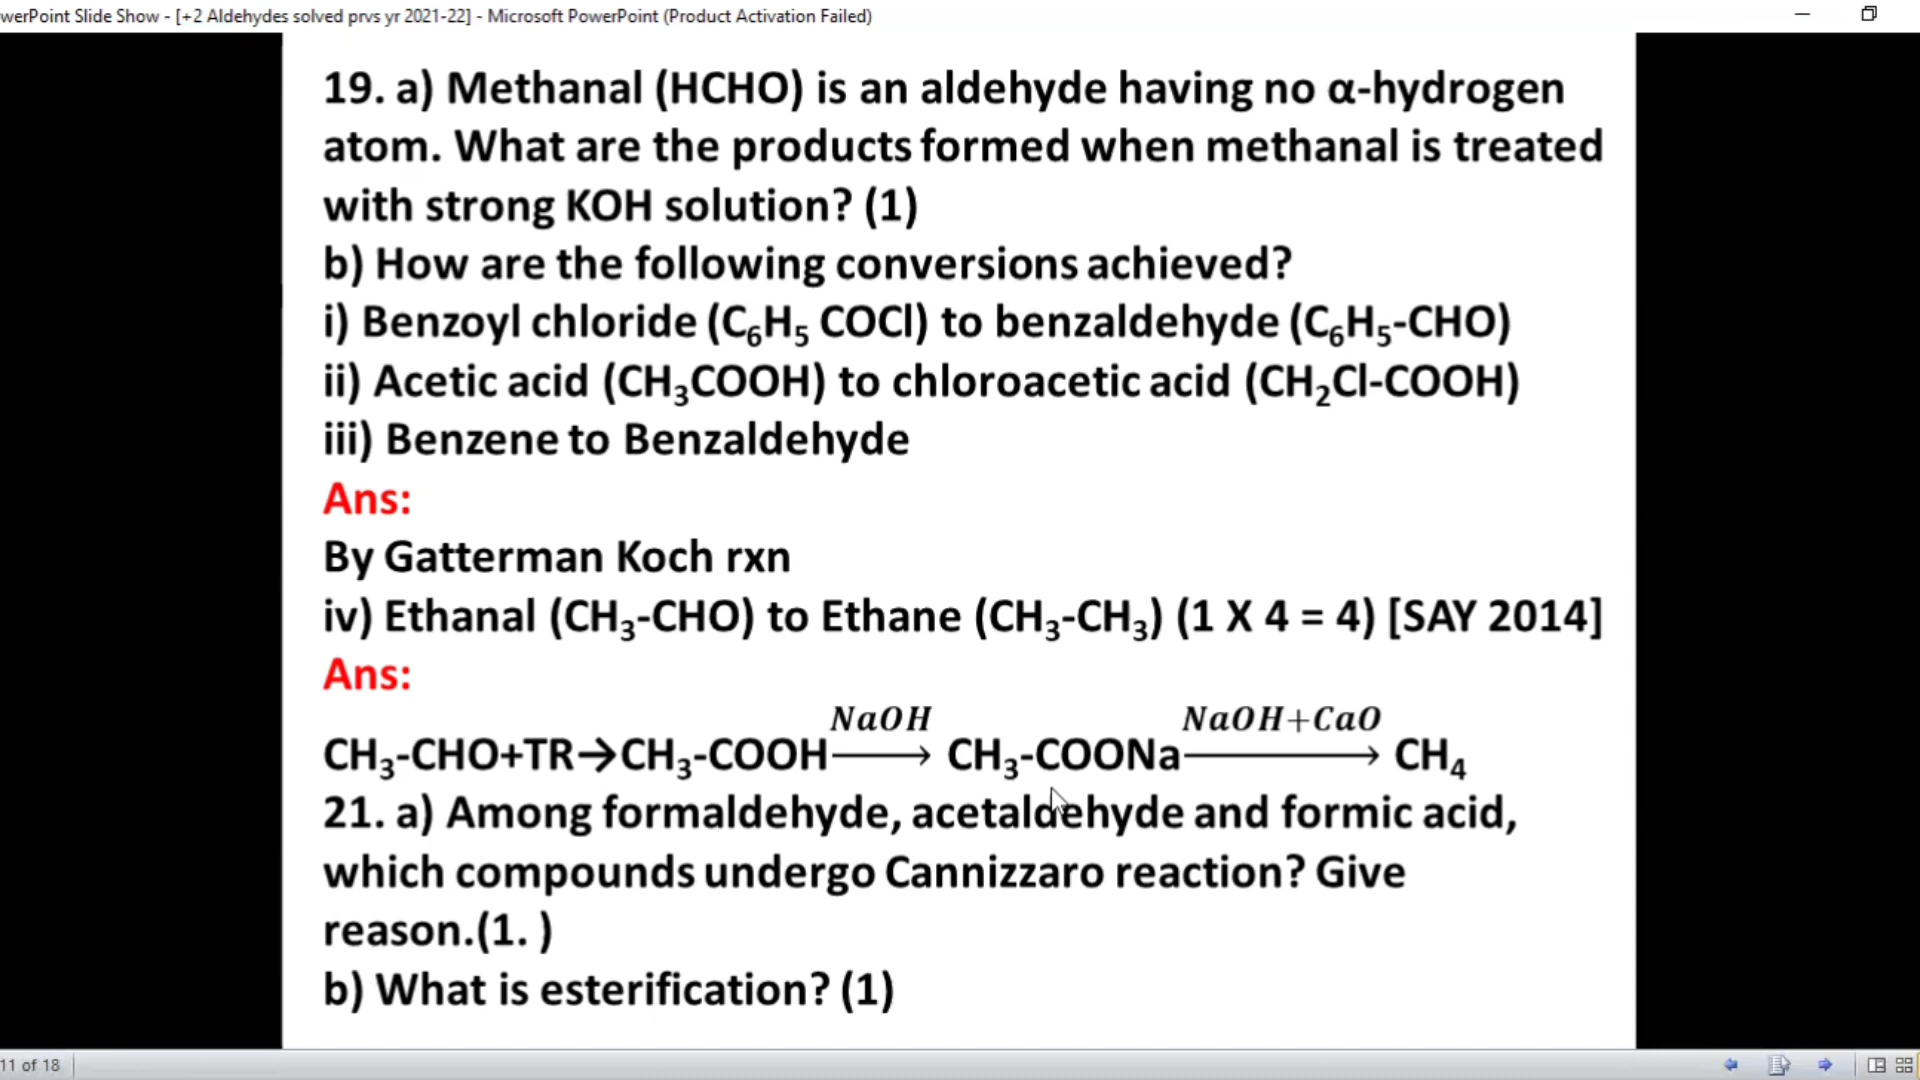 werPoint Slide Show - [+2 Aldehydes solved prvs yr 2021-22] - Microsoft PowerPoint (Product Activation Failed)
19. a) Methanal (HCHO) is an aldehyde having no α-hydrogen
atom. What are the products formed when methanal is treated
with strong KOH solution? (1)
b) How are the following conversions achieved?
i) Benzoyl chloride (C₆H₅ COCl) to benzaldehyde (C₆H₅-CHO)
ii) Acetic acid (CH₃COOH) to chloroacetic acid (CH₂Cl-COOH)
iii) Benzene to Benzaldehyde
Ans:
By Gatterman Koch rxn
iv) Ethanal (CH₃-CHO) to Ethane (CH₃-CH₃) (1 X 4 = 4) [SAY 2014]
Ans:
NaOH NaOH+CaO
CH₃-CHO+TR→CH₃-COOH⟶ CH₃-COONa⟶ CH₄
21. a) Among formaldehyde, acetaldehyde and formic acid,
which compounds undergo Cannizzaro reaction? Give
reason.(1. )
b) What is esterification? (1)
11 of 18